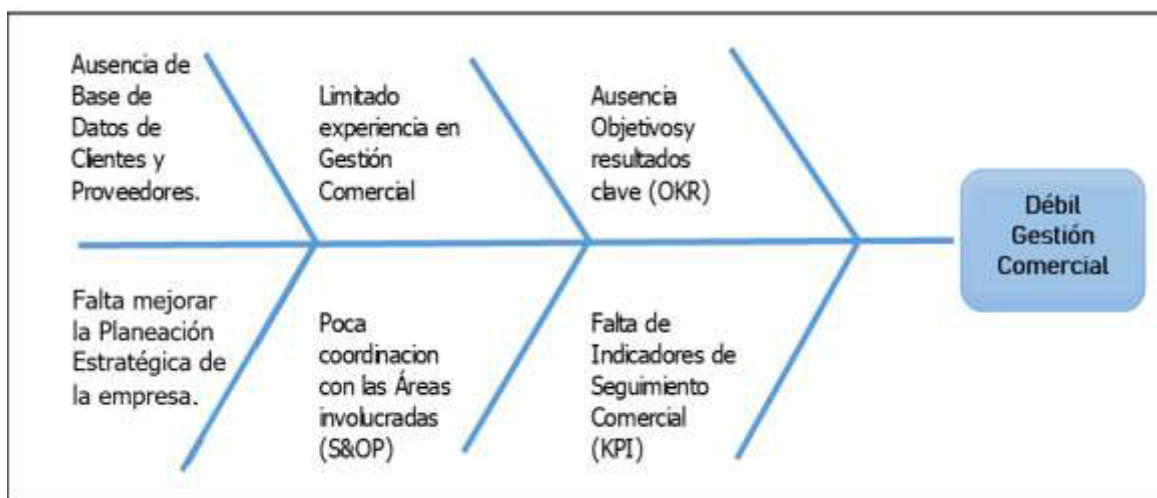 Ausencia de
Base de
Datos de
Clientes y
Proveedores.
Limitado
experiencia en
Gestión
Comercial
Ausencia
Objetivosy
resultados
clave (OKR)
Débil
Gestión
Comercial
Falta mejorar
la Planeación
Estratégica de
la empresa.
Poca
coordinacion
con las Áreas
involucradas
(S&OP)
Falta de
Indicadores de
Seguimiento
Comercial
(KPI)